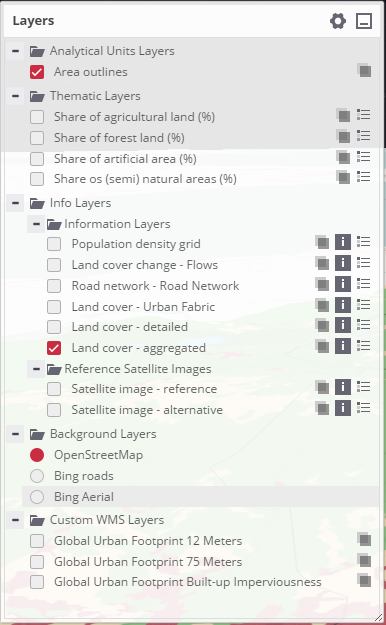 Layers
Analytical Units Layers
Area outlines
Thematic Layers
Share of agricultural land (%)
Share of forest land (%)
Share of artificial area (%)
Share os (semi) natural areas (%)
Info Layers
Information Layers
Population density grid
Land cover change - Flows
Road network - Road Network
Land cover - Urban Fabric
Land cover - detailed
Land cover - aggregated
Reference Satellite Images
Satellite image - reference
Satellite image - alternative
Background Layers
OpenStreetMap
Bing roads
Bing Aerial
Custom WMS Layers
Global Urban Footprint 12 Meters
Global Urban Footprint 75 Meters
Global Urban Footprint Built-up Imperviousness